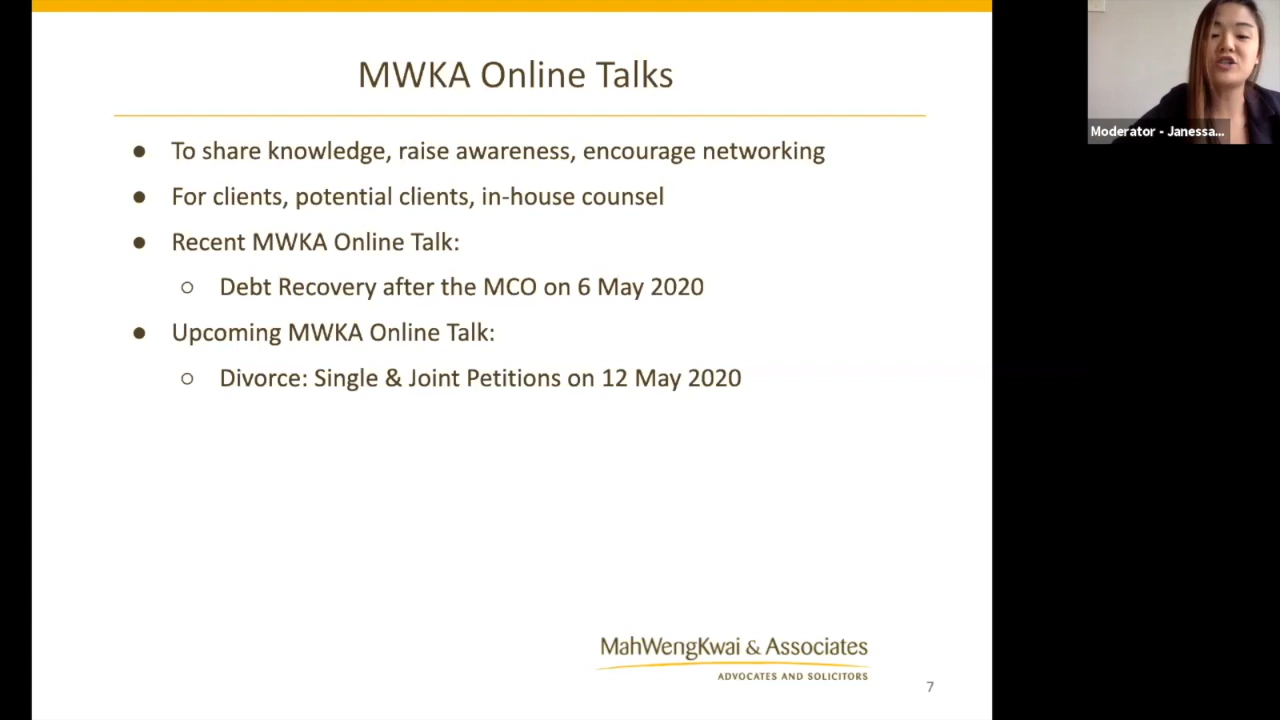 MWKA Online Talks
● To share knowledge, raise awareness, encourage networking
● For clients, potential clients, in-house counsel
● Recent MWKA Online Talk:
○ Debt Recovery after the MCO on 6 May 2020
● Upcoming MWKA Online Talk:
○ Divorce: Single & Joint Petitions on 12 May 2020
MahWengKwai & Associates
ADVOCATES AND SOLICITORS
7
Moderator - Janessa...